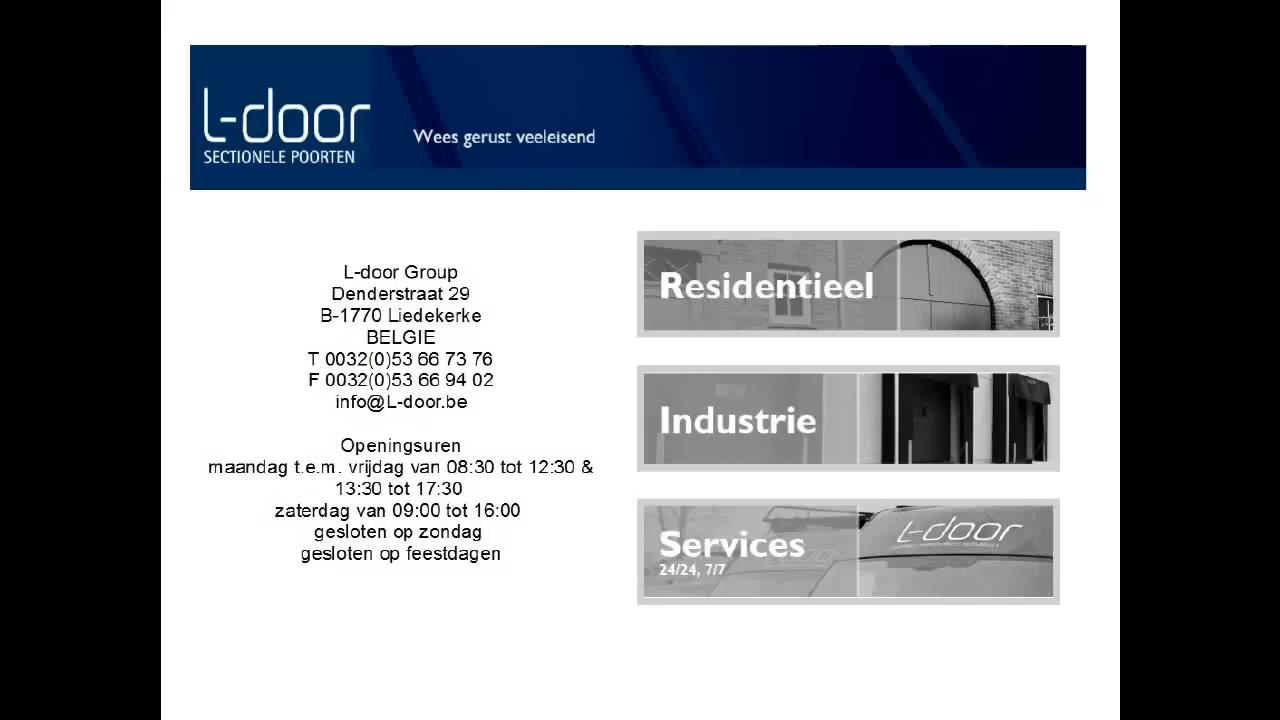 L-door
SECTIONELE POORTEN
Wees gerust veeleisend
L-door Group
Denderstraat 29
B-1770 Liedekerke
BELGIE
T 0032(0)53 66 73 76
F 0032(0)53 66 94 02
info@L-door.be
Openingsuren
maandag t.e.m. vrijdag van 08:30 tot 12:30 &
13:30 tot 17:30
zaterdag van 09:00 tot 16:00
gesloten op zondag
gesloten op feestdagen
Residentieel
Industrie
Services
24/24, 7/7
L-door